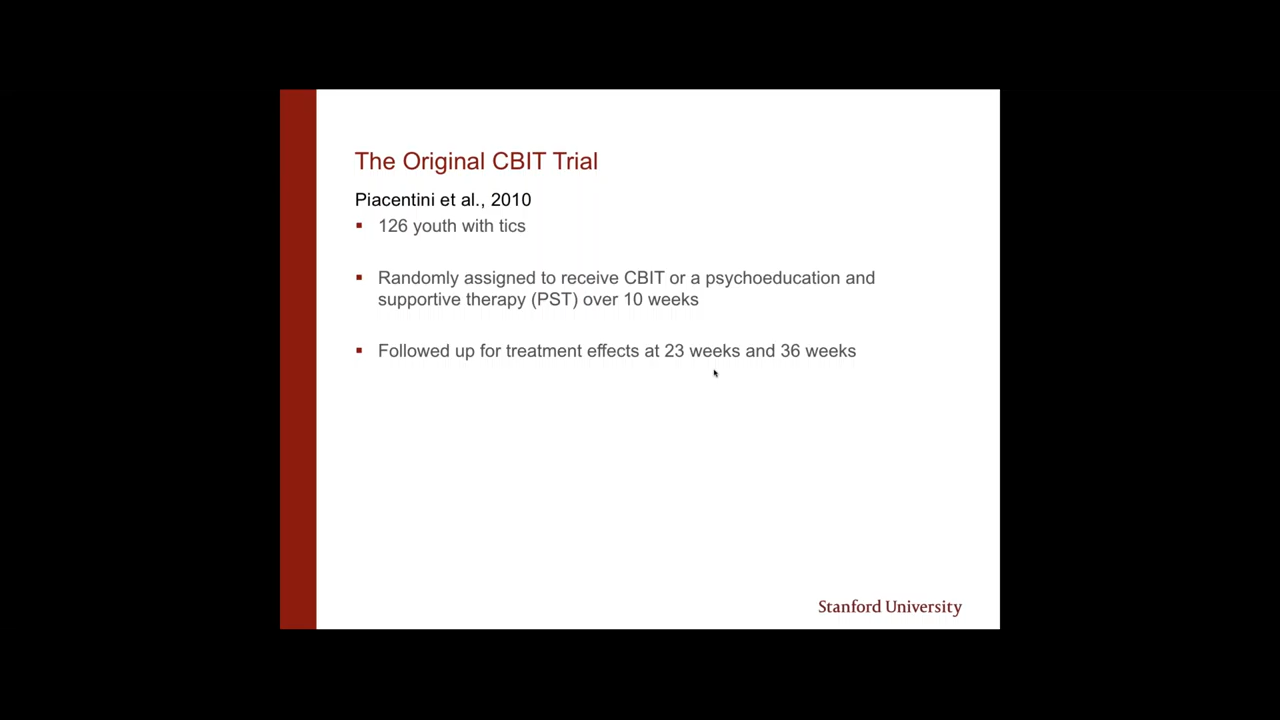 The Original CBIT Trial
Piacentini et al., 2010
▪ 126 youth with tics
▪ Randomly assigned to receive CBIT or a psychoeducation and
supportive therapy (PST) over 10 weeks
▪ Followed up for treatment effects at 23 weeks and 36 weeks
Stanford University